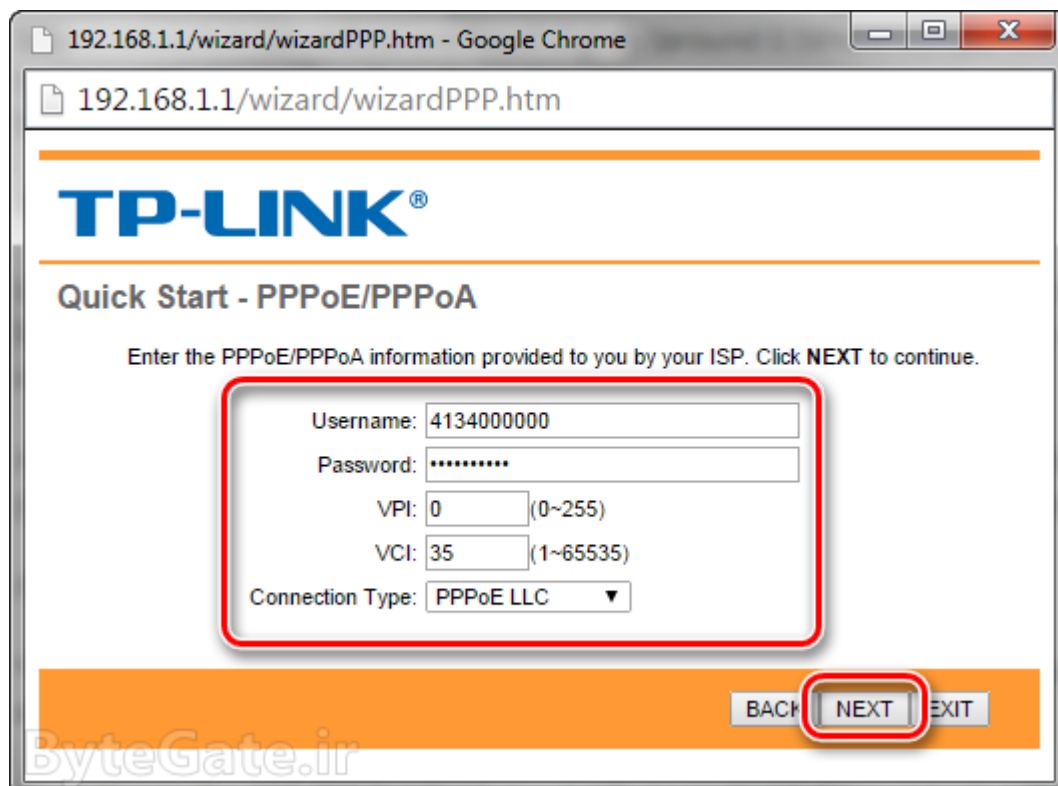 192.168.1.1/wizard/wizardPPP.htm - Google Chrome
192.168.1.1/wizard/wizardPPP.htm
TP-LINK®
Quick Start - PPPoE/PPPoA
Enter the PPPoE/PPPoA information provided to you by your ISP. Click NEXT to continue.
Username: 4134000000
Password: ••••••••••
VPI: 0 (0~255)
VCI: 35 (1~65535)
Connection Type: PPPoE LLC ▼
BACK NEXT EXIT
ByteGate.ir